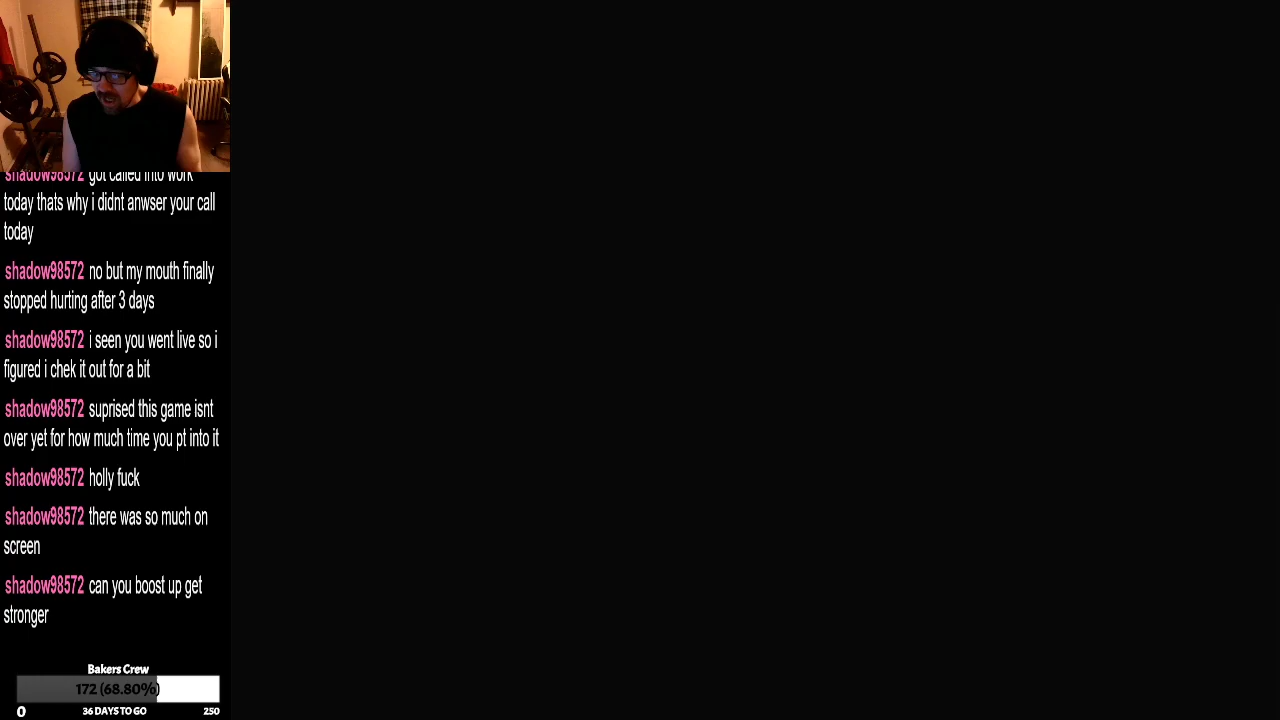 shadow98572 got called into work
today thats why i didnt anwser your call
today
shadow98572 no but my mouth finally
stopped hurting after 3 days
shadow98572 i seen you went live so i
figured i chek it out for a bit
shadow98572 suprised this game isnt
over yet for how much time you pt into it
shadow98572 holly fuck
shadow98572 there was so much on
screen
shadow98572 can you boost up get
stronger
Bakers Crew
172 (68.80%)
0 36 DAYS TO GO 250